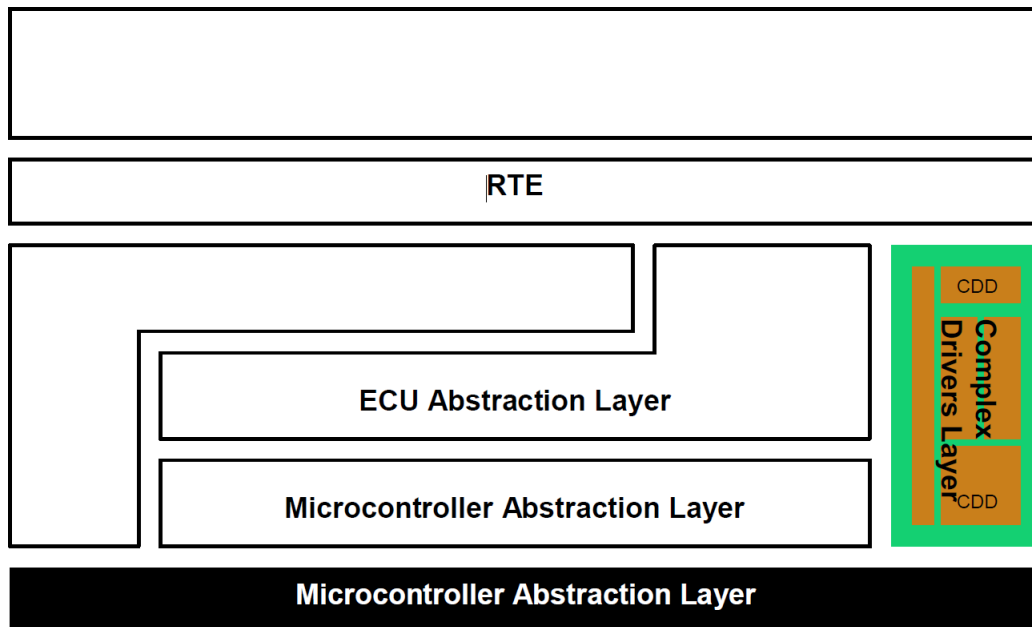 RTE
CDD
Complex
Drivers Layer
ECU Abstraction Layer
Microcontroller Abstraction Layer
CDD
Microcontroller Abstraction Layer